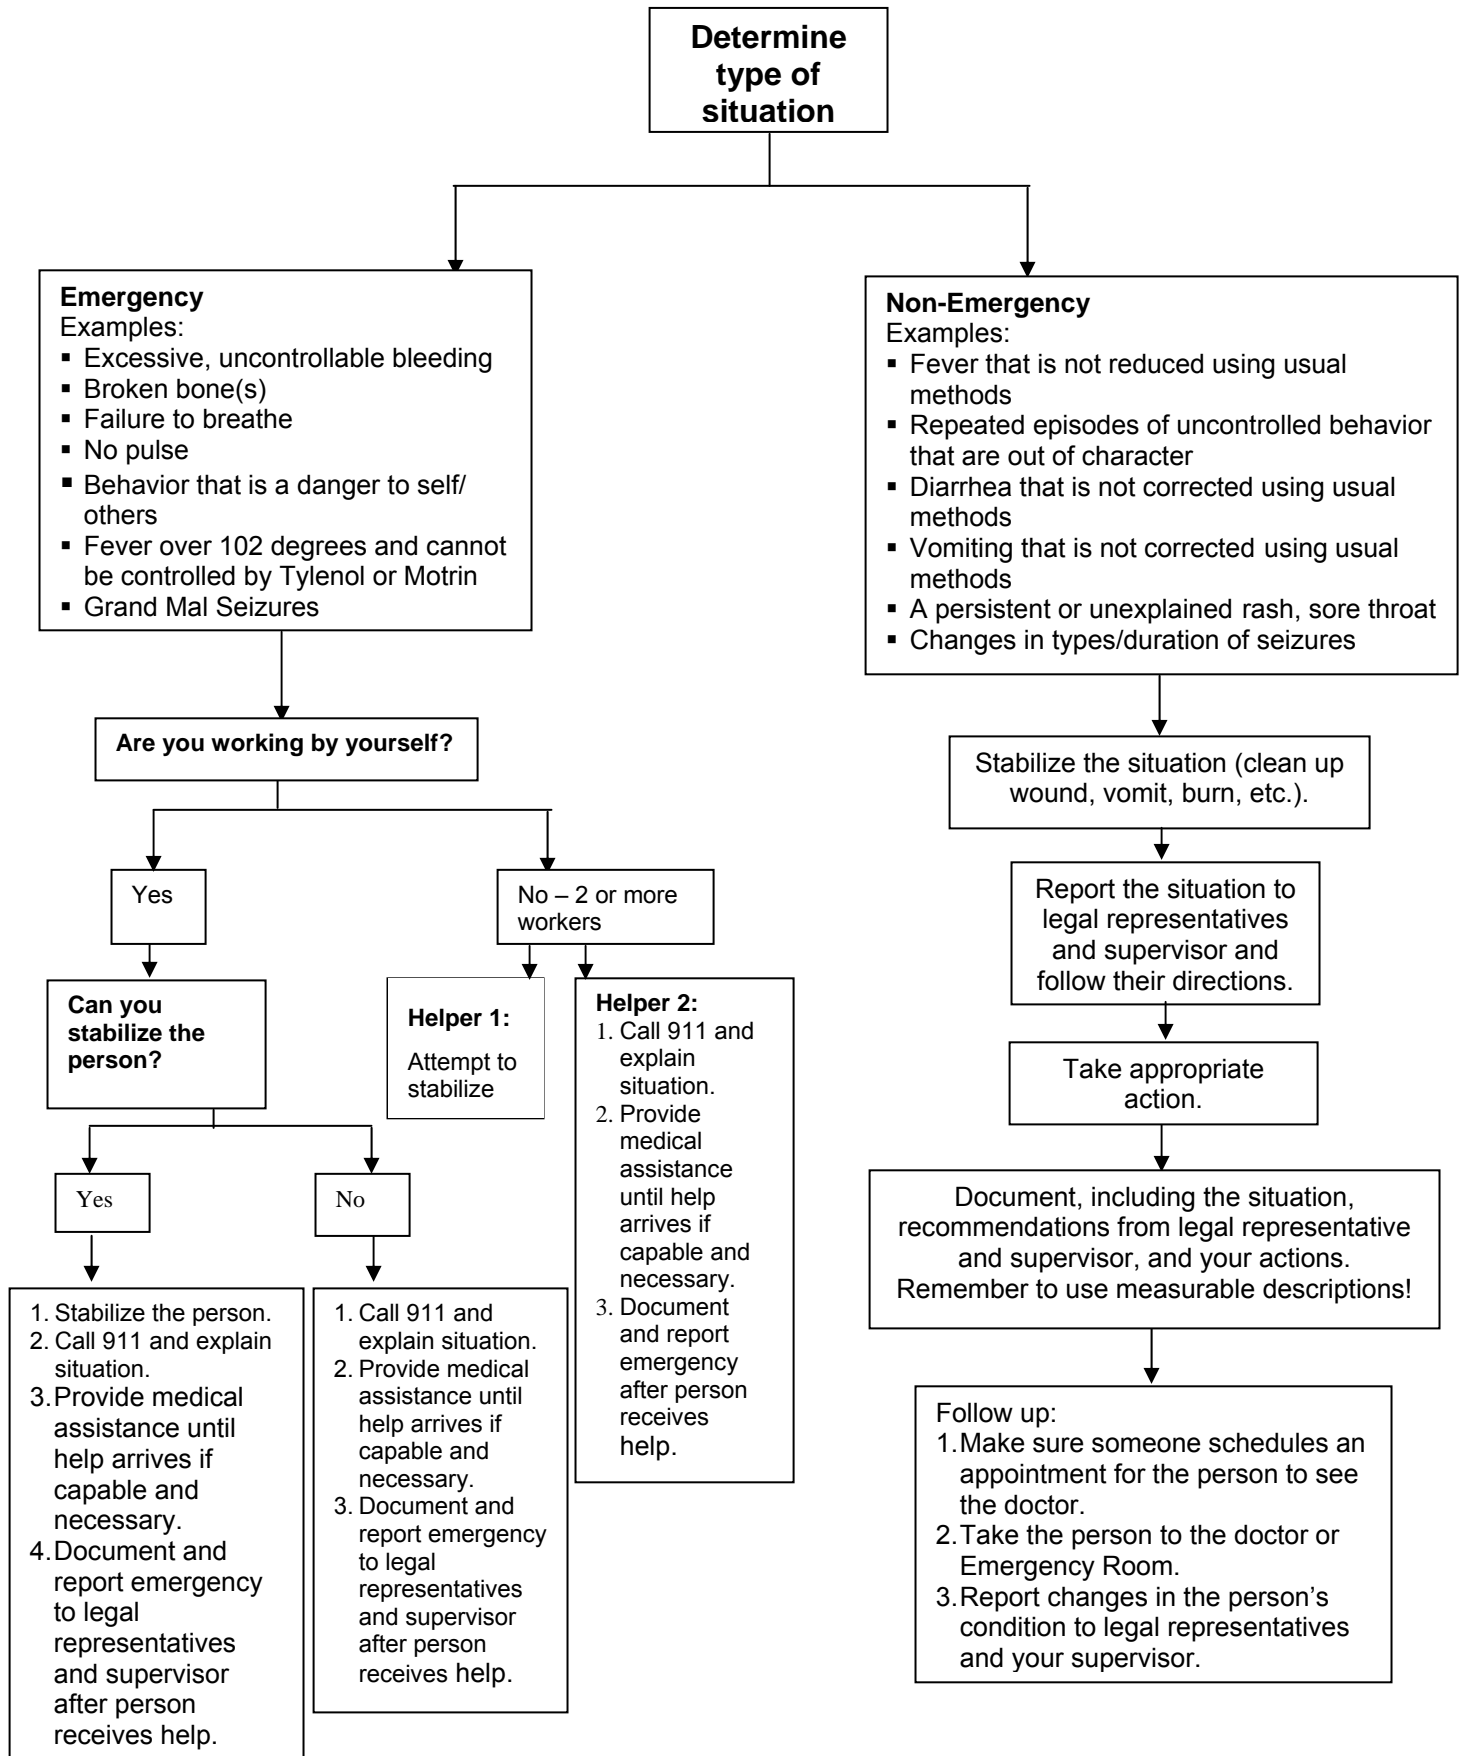 Determine
type of
situation
Emergency
Examples:
▪ Excessive, uncontrollable bleeding
▪ Broken bone(s)
▪ Failure to breathe
▪ No pulse
▪ Behavior that is a danger to self/
others
▪ Fever over 102 degrees and cannot
be controlled by Tylenol or Motrin
▪ Grand Mal Seizures
Non-Emergency
Examples:
▪ Fever that is not reduced using usual
methods
▪ Repeated episodes of uncontrolled behavior
that are out of character
▪ Diarrhea that is not corrected using usual
methods
▪ Vomiting that is not corrected using usual
methods
▪ A persistent or unexplained rash, sore throat
▪ Changes in types/duration of seizures
Are you working by yourself?
Yes
No – 2 or more
workers
Can you
stabilize the
person?
Helper 1:
Attempt to
stabilize
Helper 2:
1. Call 911 and
explain
situation.
2. Provide
medical
assistance
until help
arrives if
capable and
necessary.
3. Document
and report
emergency
after person
receives
help.
Yes
No
1. Stabilize the person.
2. Call 911 and explain
situation.
3. Provide medical
assistance until
help arrives if
capable and
necessary.
4. Document and
report emergency
to legal
representatives
and supervisor
after person
receives help.
1. Call 911 and
explain situation.
2. Provide medical
assistance until
help arrives if
capable and
necessary.
3. Document and
report emergency
to legal
representatives
and supervisor
after person
receives help.
Stabilize the situation (clean up
wound, vomit, burn, etc.).
Report the situation to
legal representatives
and supervisor and
follow their directions.
Take appropriate
action.
Document, including the situation,
recommendations from legal representative
and supervisor, and your actions.
Remember to use measurable descriptions!
Follow up:
1. Make sure someone schedules an
appointment for the person to see
the doctor.
2. Take the person to the doctor or
Emergency Room.
3. Report changes in the person's
condition to legal representatives
and your supervisor.